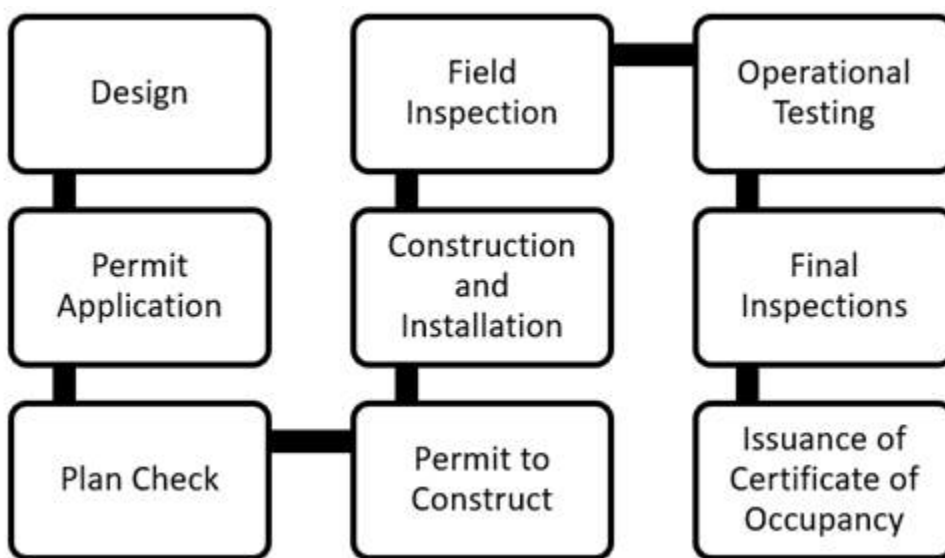 Design
Permit
Application
Plan Check
Permit to
Construct
Construction
and
Installation
Field
Inspection
Operational
Testing
Final
Inspections
Issuance of
Certificate of
Occupancy